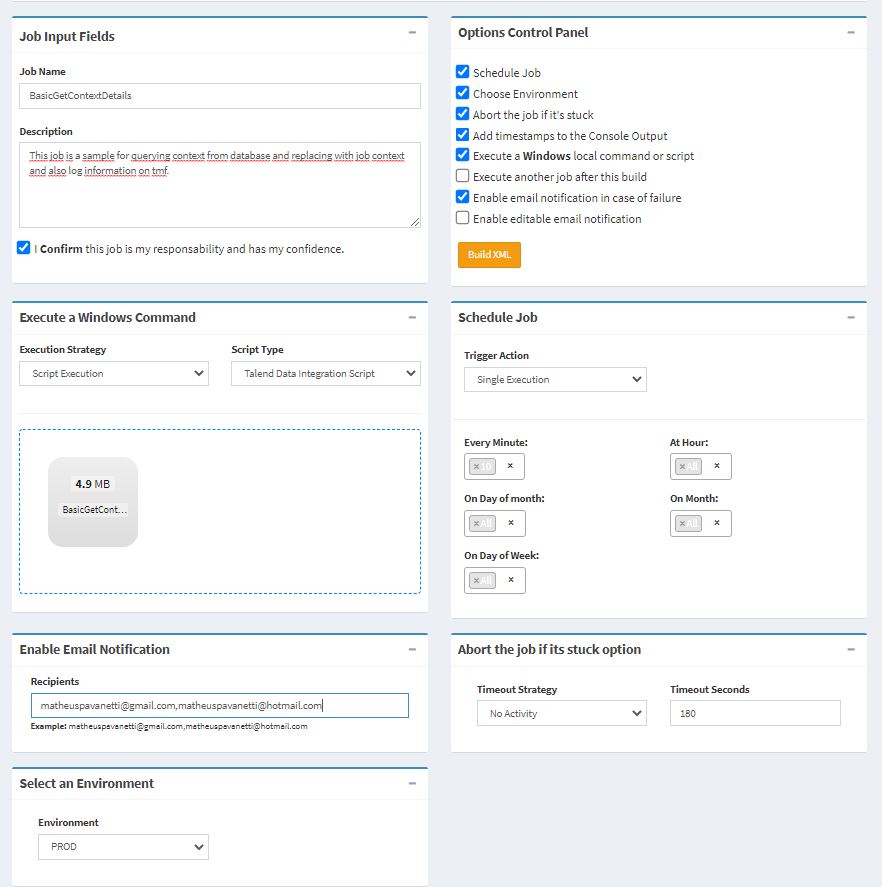 Job Input Fields
Job Name
BasicGetContextDetails
Description
This job is a sample for querying context from database and replacing with job context
and also log information on tmf.
I Confirm this job is my responsability and has my confidence.
Options Control Panel
Schedule Job
Choose Environment
Abort the job if it's stuck
Add timestamps to the Console Output
Execute a Windows local command or script
Execute another job after this build
Enable email notification in case of failure
Enable editable email notification
Build XML
Execute a Windows Command
Execution Strategy
Script Type
Script Execution
Talend Data Integration Script
4.9 MB
BasicGetCont...
Schedule Job
Trigger Action
Single Execution
Every Minute:
At Hour:
× 10 ×
× All ×
On Day of month:
On Month:
× All ×
× All ×
On Day of Week:
× All ×
Enable Email Notification
Recipients
matheuspavanetti@gmail.com,matheuspavanetti@hotmail.com
Example: matheuspavanetti@gmail.com,matheuspavanetti@hotmail.com
Abort the job if its stuck option
Timeout Strategy
Timeout Seconds
No Activity
180
Select an Environment
Environment
PROD